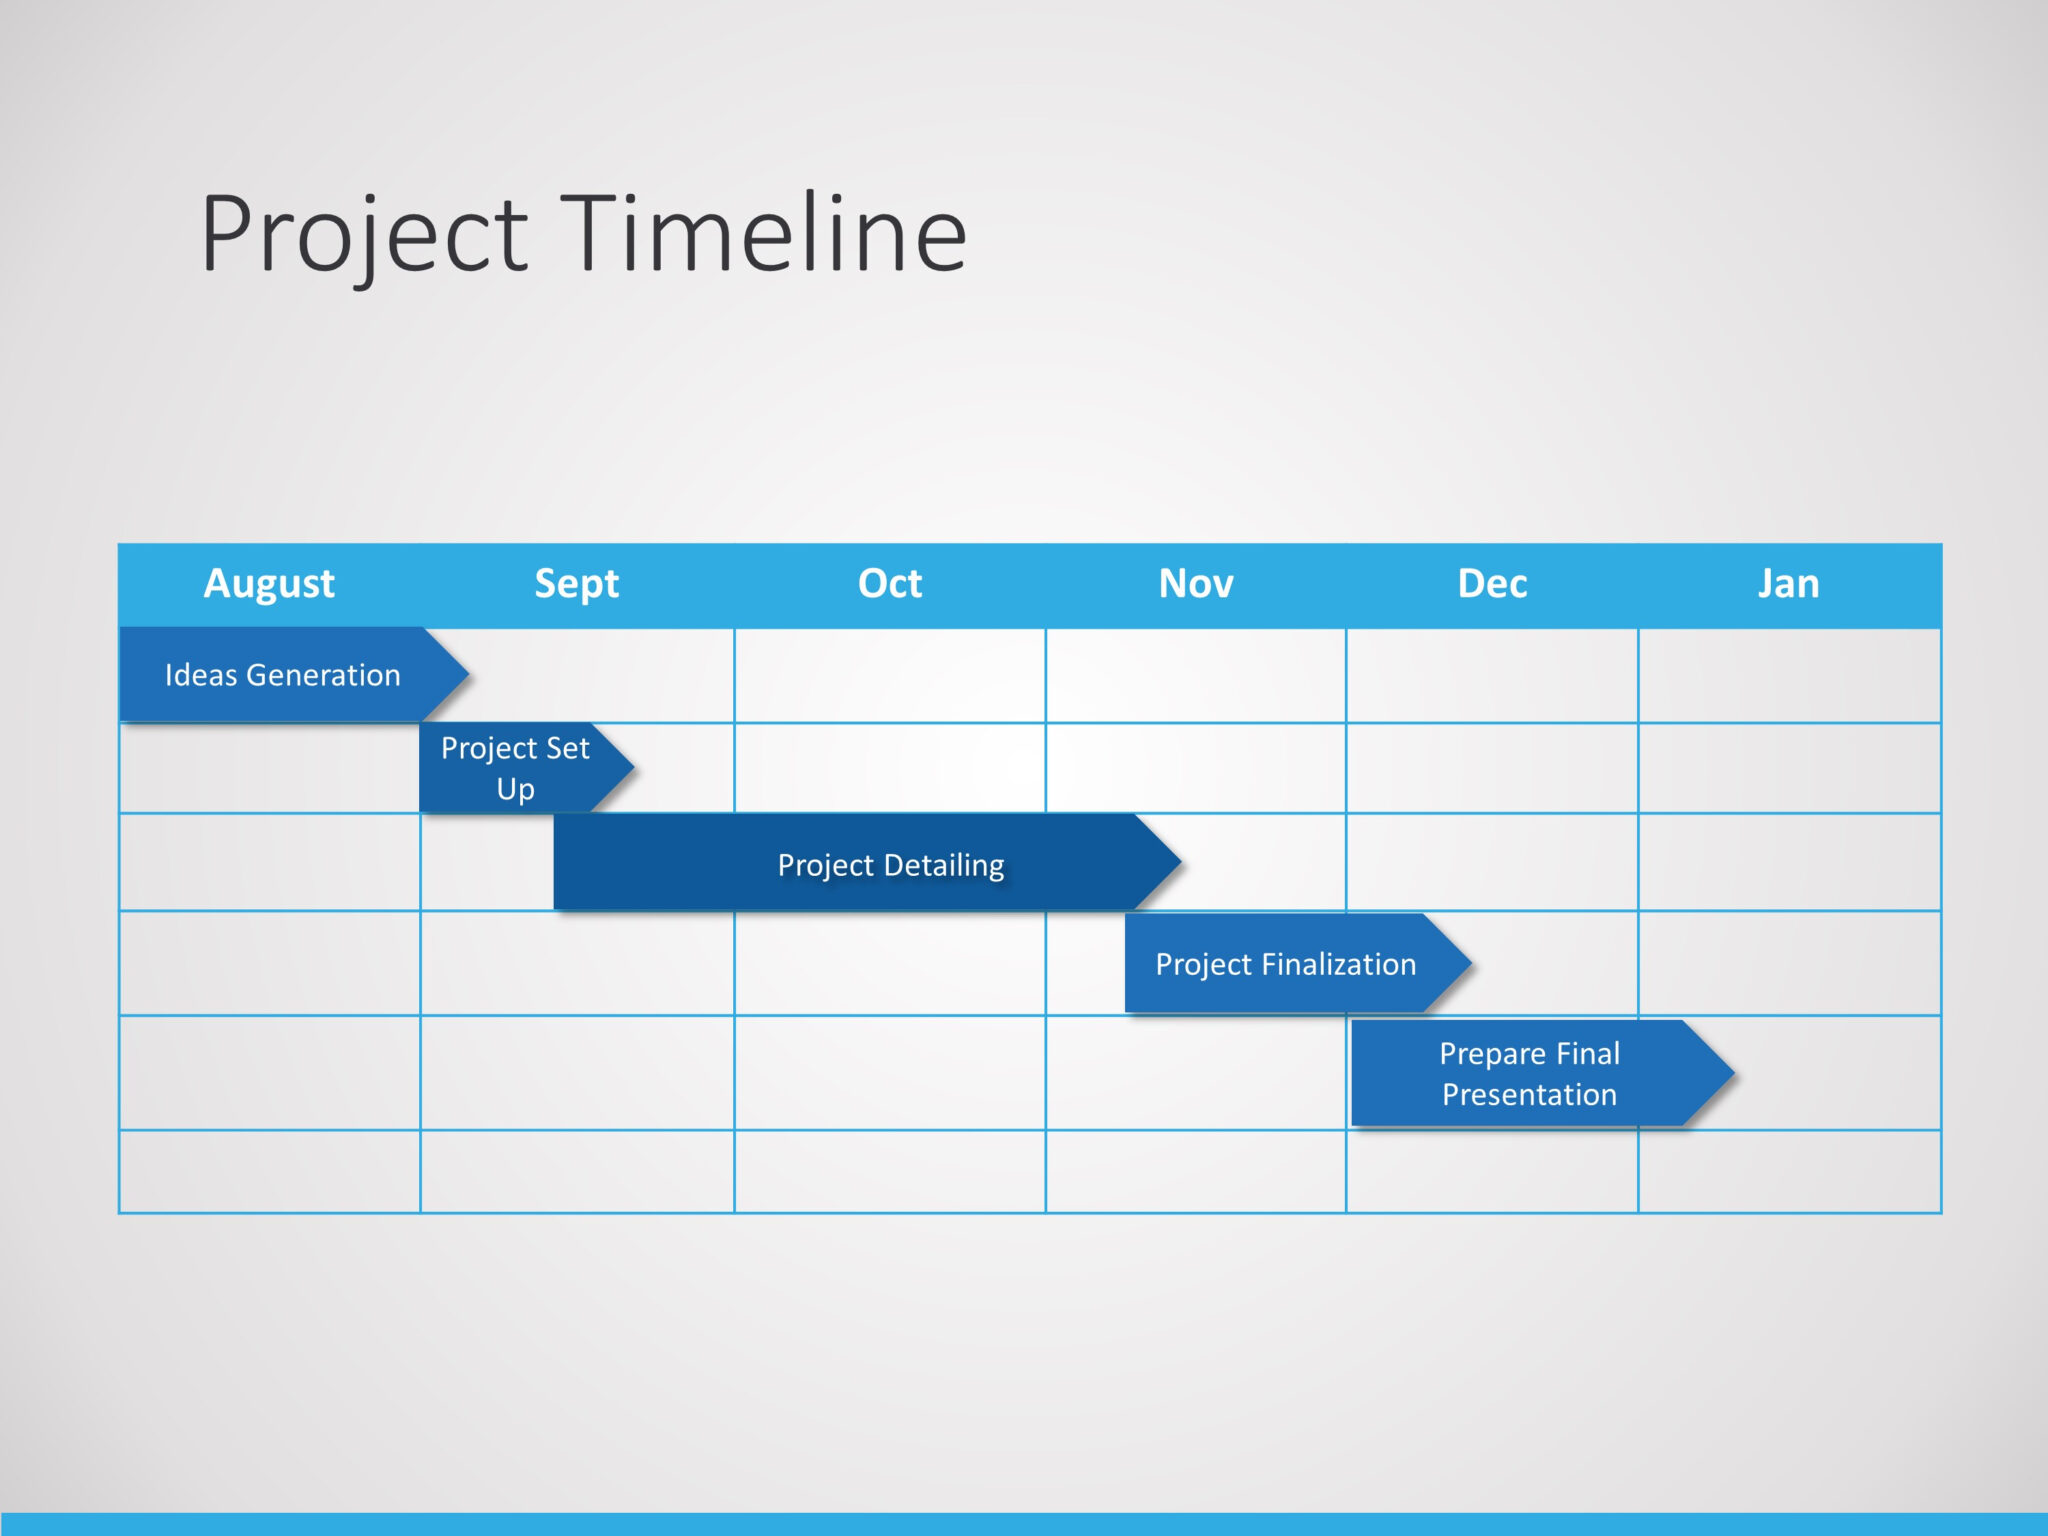 Project Timeline
August Sept Oct Nov Dec Jan
Ideas Generation
Project Set
Up
Project Detailing
Project Finalization
Prepare Final
Presentation